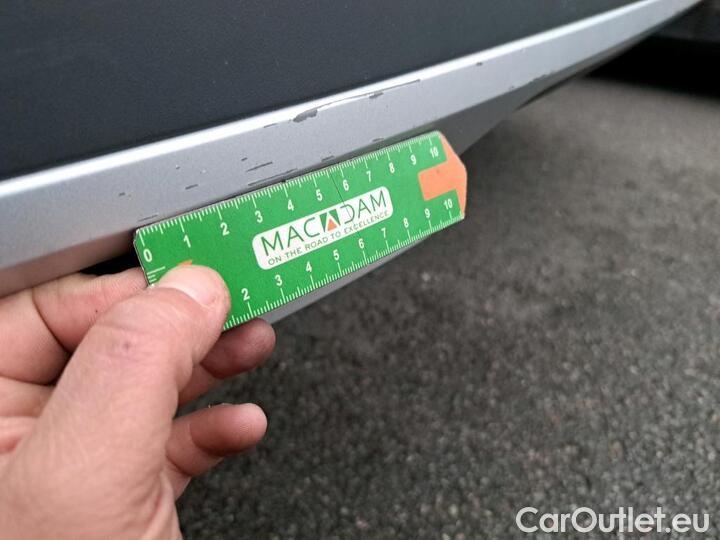 0 1 2 3 4 5 6 7 8 9 10
MACADAM
ON THE ROAD TO EXCELLENCE
2 3 4 5 6 7 8 9 10
CarOutlet.eu